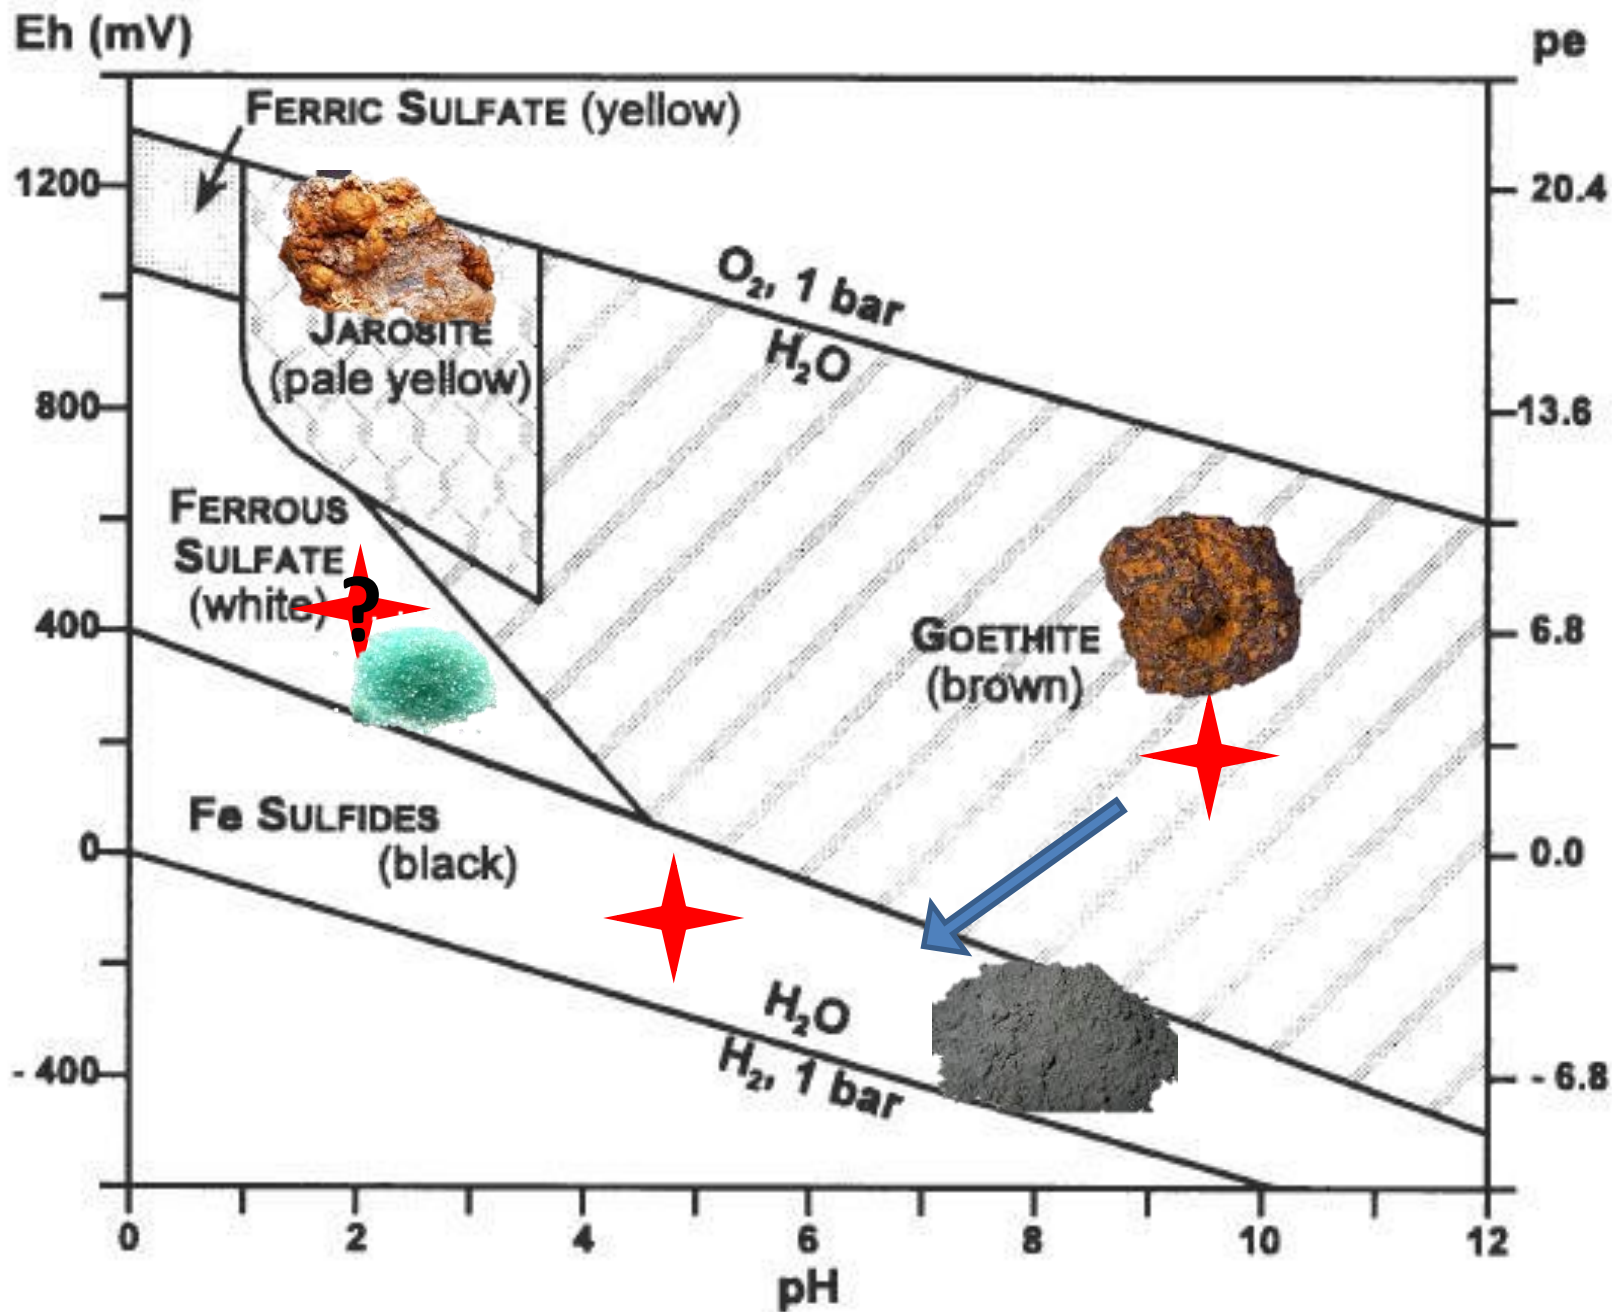 Eh (mV)
pe
FERRIC SULFATE (yellow)
1200
20.4
O2, 1 bar
H2O
JAROSITE
(pale yellow)
800
13.6
FERROUS
SULFATE
(white)
?
400
6.8
GOETHITE
(brown)
Fe SULFIDES
(black)
0
0.0
H2O
H2, 1 bar
- 400
- 6.8
0 2 4 6 8 10 12
pH